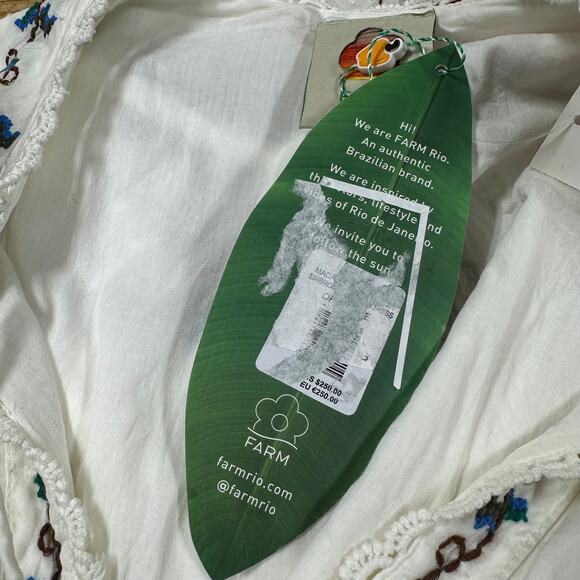 Hi!
We are FARM Rio.
An authentic
Brazilian brand.
We are inspired by
lifestyle and
of Rio de Janeiro.
invite you to
the sun.
$250.00
EU €250.00
FARM
farmrio.com
@farmrio